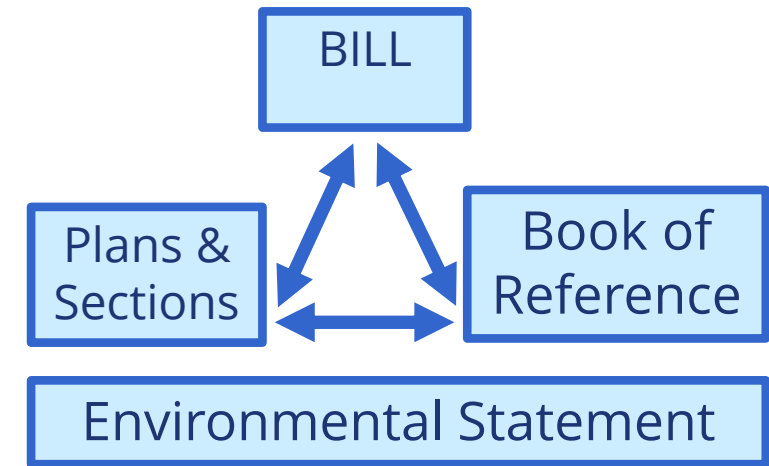 BILL
Plans &
Sections
Book of
Reference
Environmental Statement